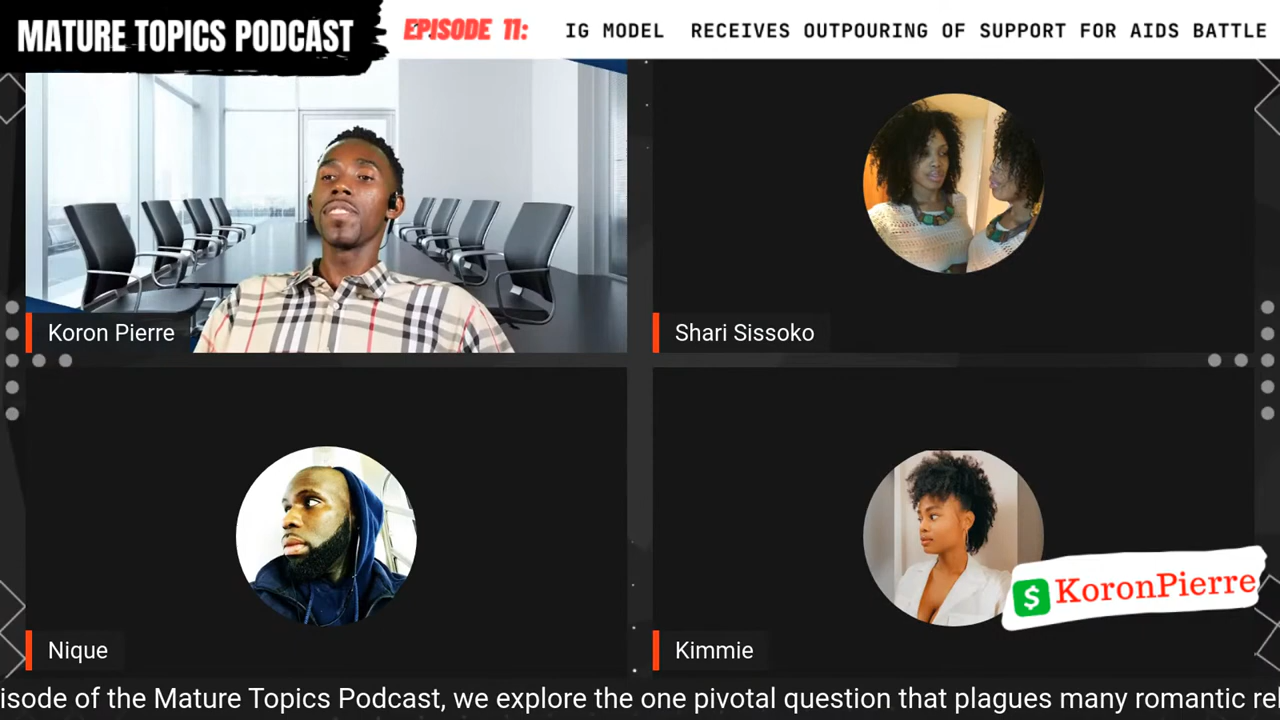 MATURE TOPICS PODCAST
EPISODE 11:
IG MODEL RECEIVES OUTPOURING OF SUPPORT FOR AIDS BATTLE
Koron Pierre
Shari Sissoko
Nique
Kimmie
$ KoronPierre
isode of the Mature Topics Podcast, we explore the one pivotal question that plagues many romantic rel